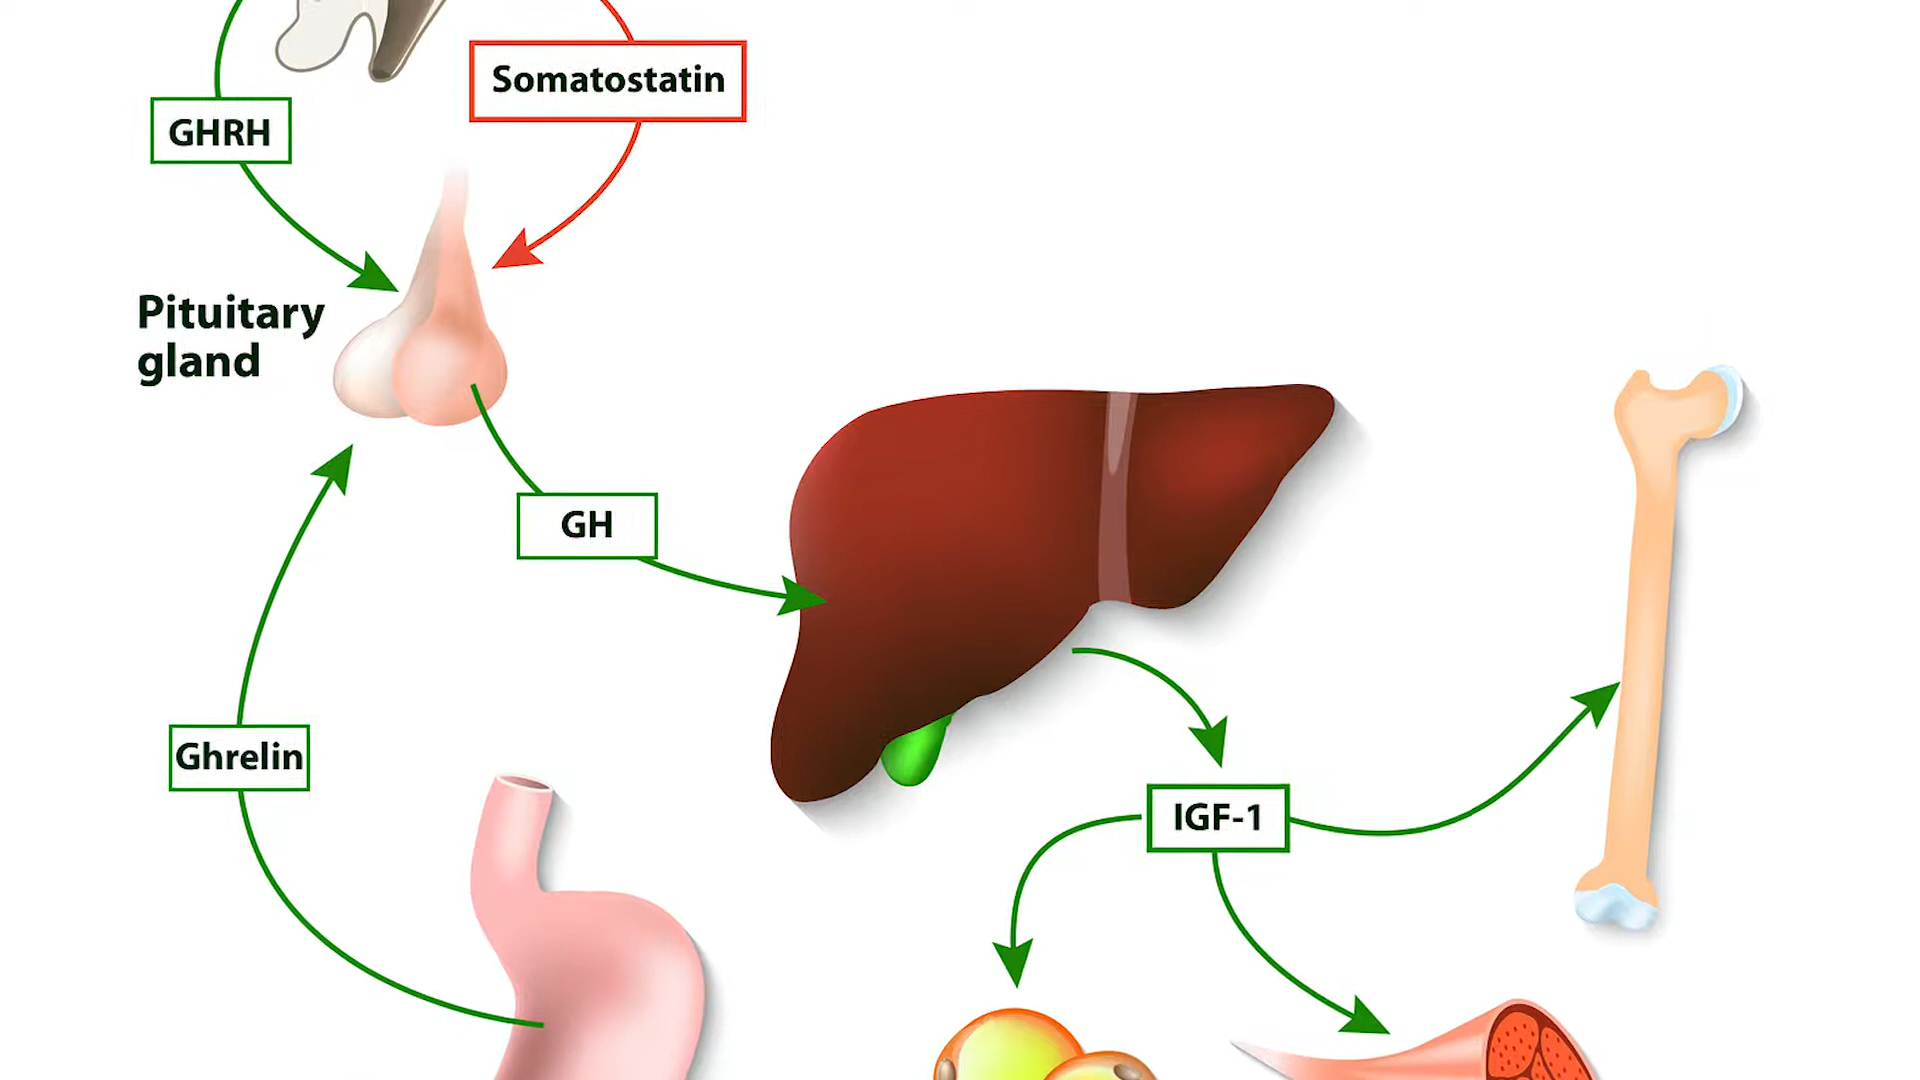 Somatostatin
GHRH
Pituitary
gland
GH
Ghrelin
IGF-1